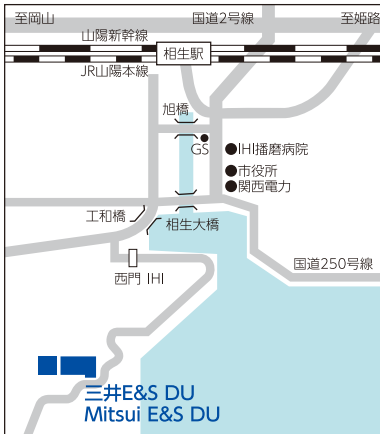 至岡山
国道2号線
至姫路
山陽新幹線
相生駅
JR山陽本線
旭橋
GS
IHI播磨病院
市役所
関西電力
工和橋
相生大橋
国道250号線
西門 IHI
三井E&S DU
Mitsui E&S DU